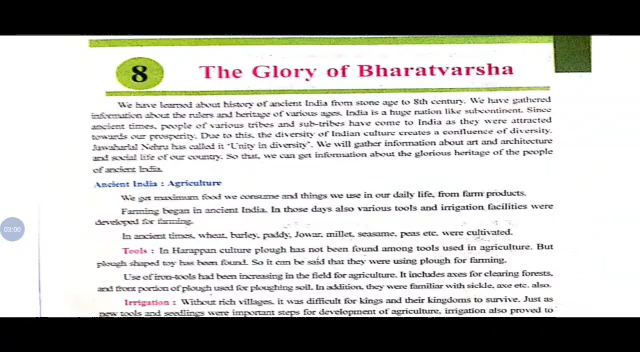 8 The Glory of Bharatvarsha
We have learned about history of ancient India from stone age to 8th century. We have gathered
information about the rulers and heritage of various ages. India is a huge nation like subcontinent. Since
ancient times, people of various tribes and sub-tribes have come to India as they were attracted
towards our prosperity. Due to this, the diversity of Indian culture creates a confluence of diversity.
Jawaharlal Nehru has called it 'Unity in diversity'. We will gather information about art and architecture
and social life of our country. So that, we can get information about the glorious heritage of the people
of ancient India.
Ancient India : Agriculture
We get maximum food we consume and things we use in our daily life, from farm products.
Farming began in ancient India. In those days also various tools and irrigation facilities were
developed for farming.
In ancient times, wheat, barley, paddy, Jowar, millet, seasume, peas etc. were cultivated.
Tools : In Harappan culture plough has not been found among tools used in agriculture. But
plough shaped toy has been found. So it can be said that they were using plough for farming.
03:00
Use of iron-tools had been increasing in the field for agriculture. It includes axes for clearing forests,
and front portion of plough used for ploughing soil. In addition, they were familiar with sickle, axe etc. also.
Irrigation : Without rich villages, it was difficult for kings and their kingdoms to survive. Just as
new tools and seedlings were important steps for development of agriculture, irrigation also proved to